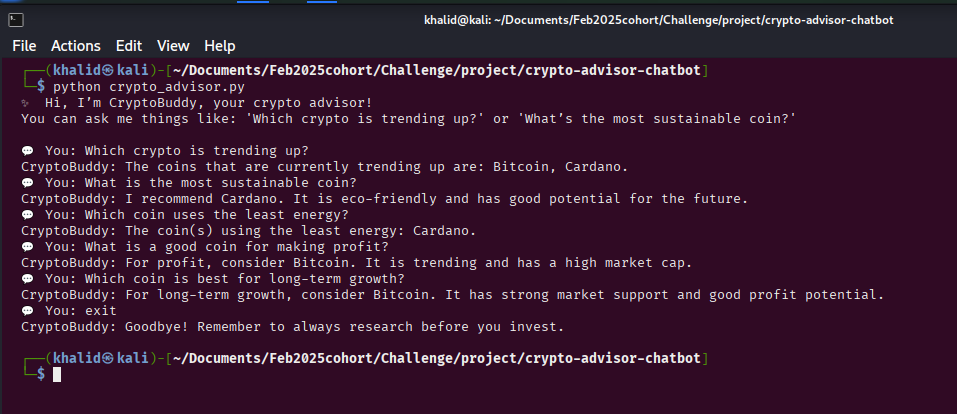 khalid@kali: ~/Documents/Feb2025cohort/Challenge/project/crypto-advisor-chatbot
File Actions Edit View Help
┌──(khalid㉿kali)-[~/Documents/Feb2025cohort/Challenge/project/crypto-advisor-chatbot]
└─$ python crypto_advisor.py
✨ Hi, I’m CryptoBuddy, your crypto advisor!
You can ask me things like: 'Which crypto is trending up?' or 'What’s the most sustainable coin?'
💬 You: Which crypto is trending up?
CryptoBuddy: The coins that are currently trending up are: Bitcoin, Cardano.
💬 You: What is the most sustainable coin?
CryptoBuddy: I recommend Cardano. It is eco-friendly and has good potential for the future.
💬 You: Which coin uses the least energy?
CryptoBuddy: The coin(s) using the least energy: Cardano.
💬 You: What is a good coin for making profit?
CryptoBuddy: For profit, consider Bitcoin. It is trending and has a high market cap.
💬 You: Which coin is best for long-term growth?
CryptoBuddy: For long-term growth, consider Bitcoin. It has strong market support and good profit potential.
💬 You: exit
CryptoBuddy: Goodbye! Remember to always research before you invest.
┌──(khalid㉿kali)-[~/Documents/Feb2025cohort/Challenge/project/crypto-advisor-chatbot]
└─$